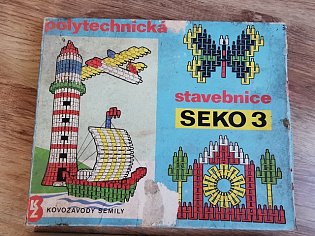 polytechnická
stavebnice
SEKO 3
KZ
KOVOZÁVODY SEMILY